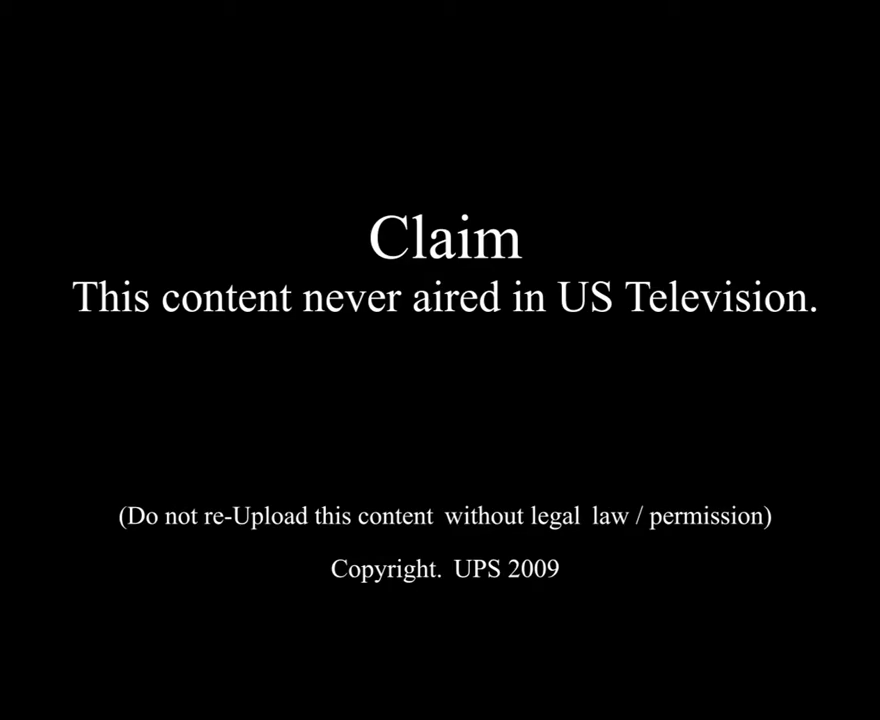 Claim
This content never aired in US Television.
(Do not re-Upload this content without legal law / permission)
Copyright. UPS 2009